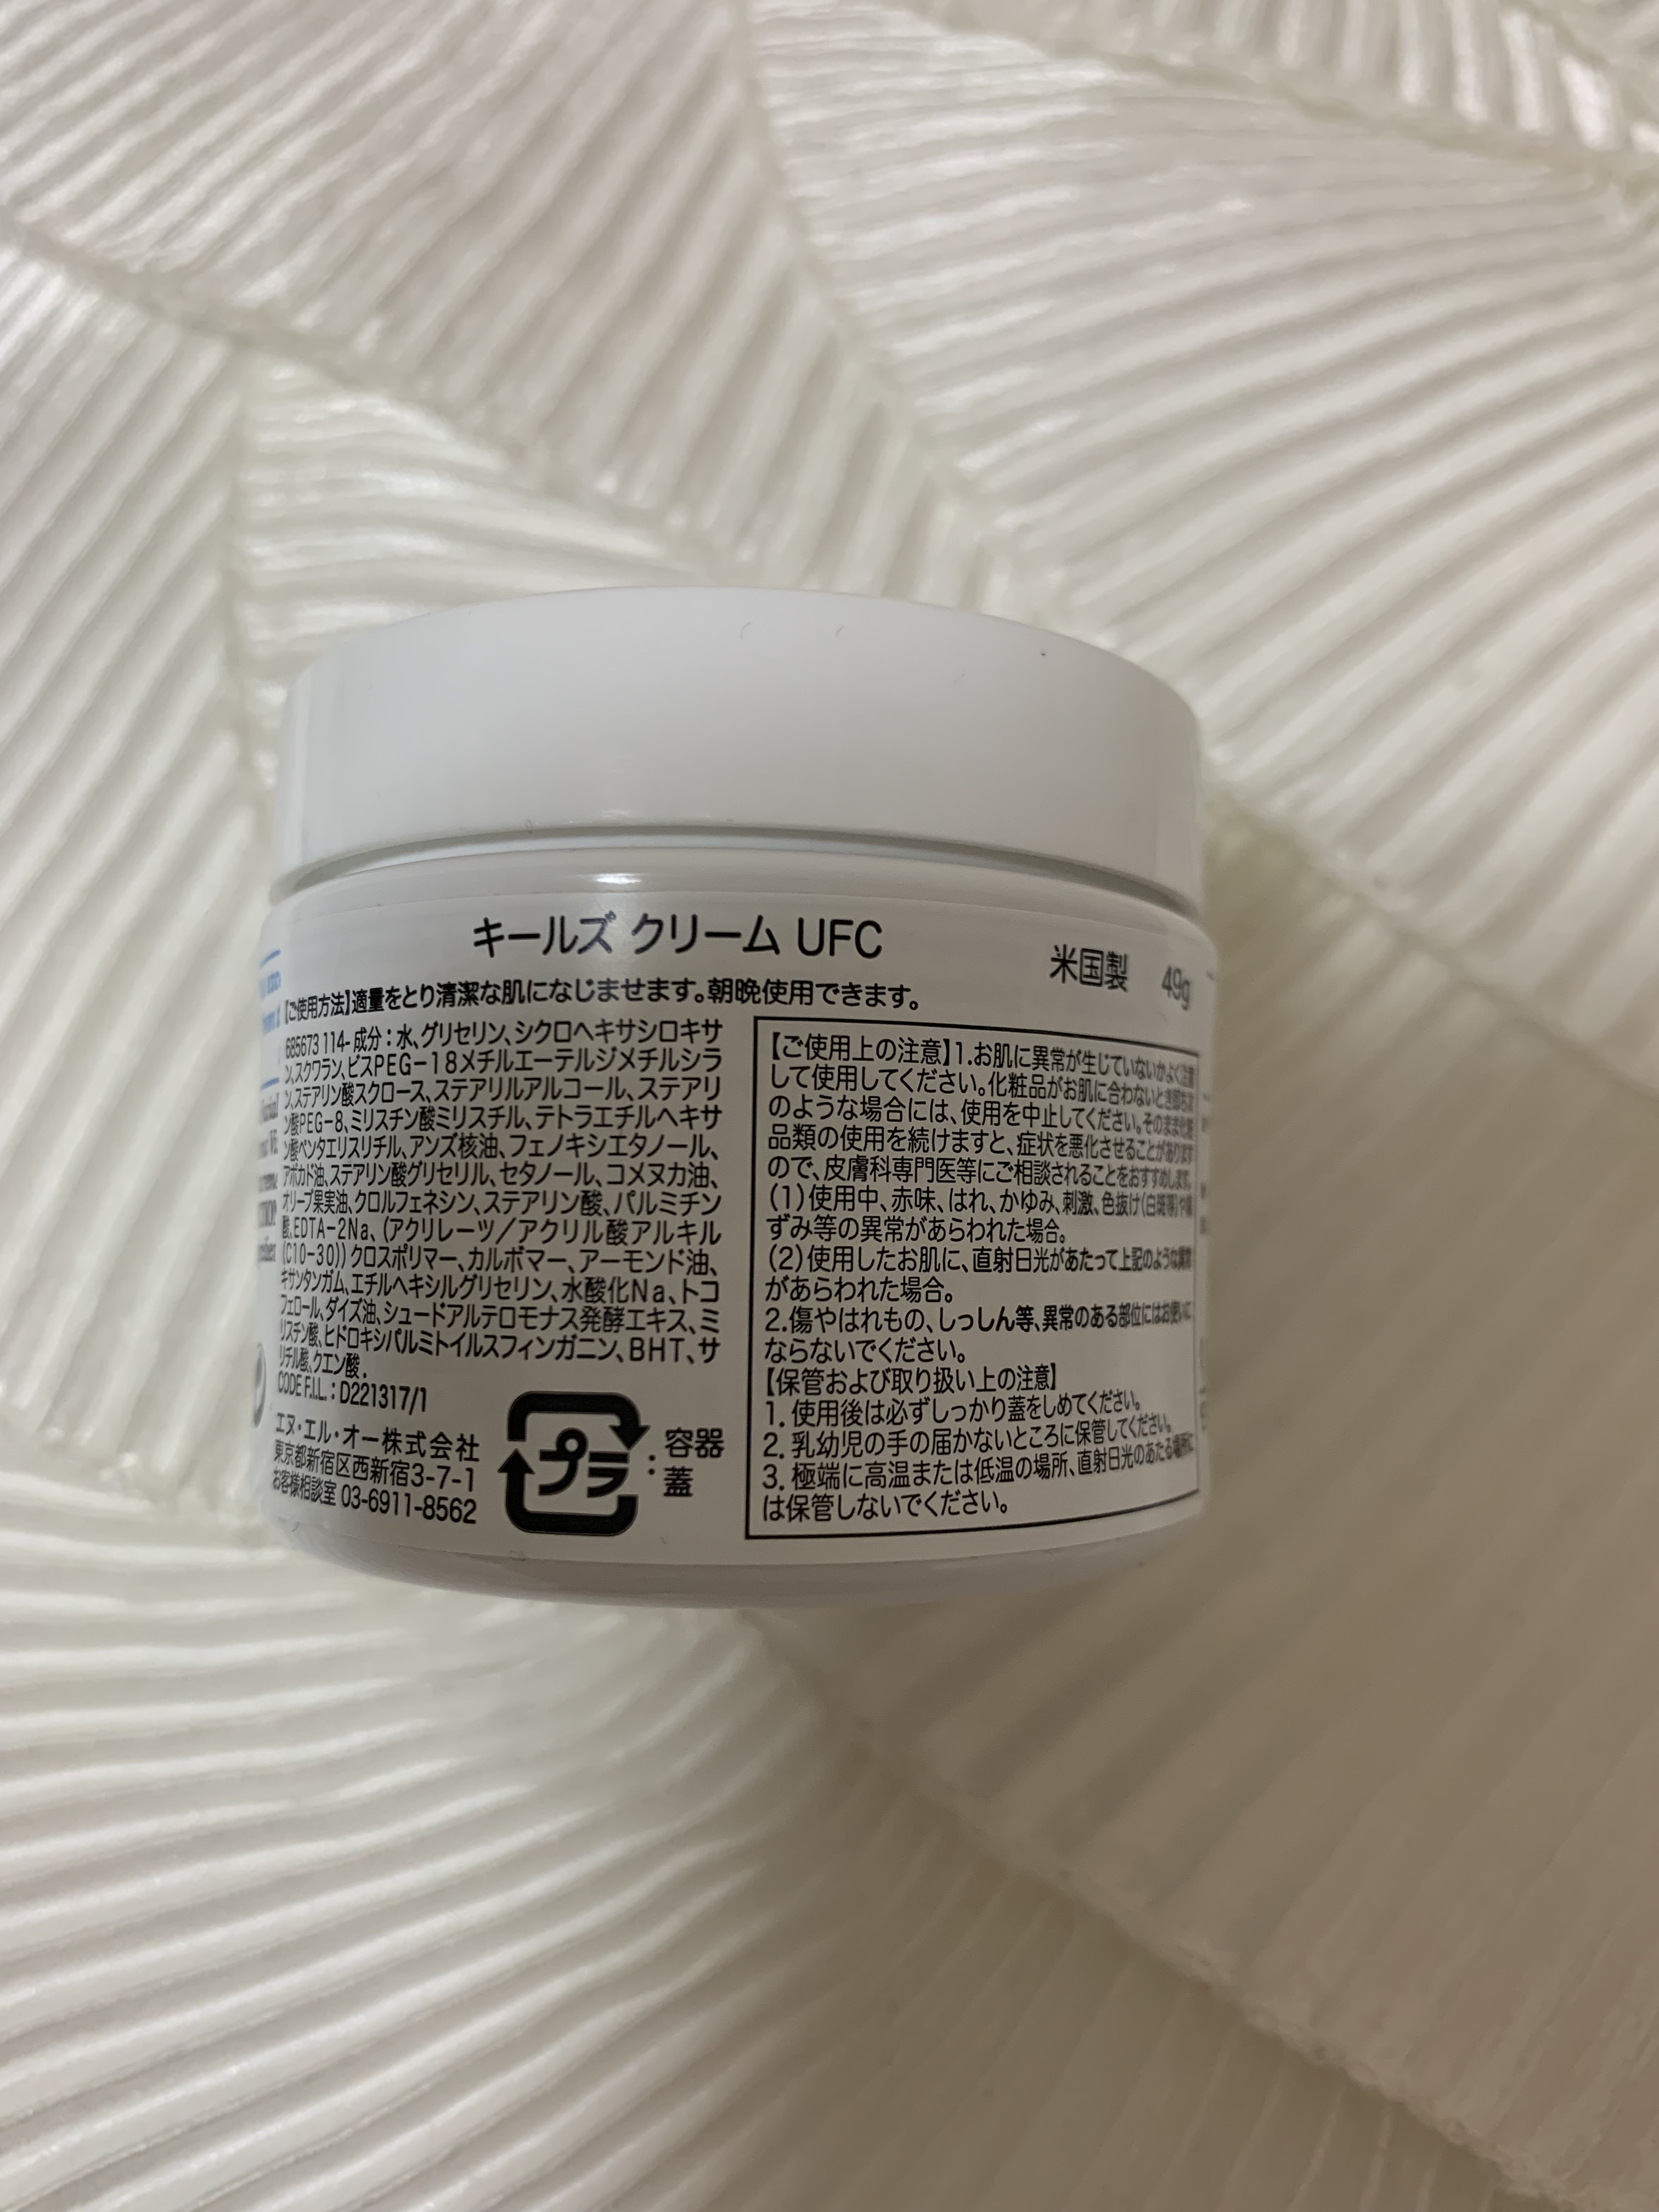 キールズ クリーム UFC
米国製 49g
【ご使用方法】適量をとり清潔な肌になじませます。朝晩使用できます。
685673 114- 成分：水、グリセリン、シクロヘキサシロキサ
ン、スクワラン、ビスPEG-18メチルエーテルジメチルシラ
ン、ステアリン酸スクロース、ステアリルアルコール、ステアリ
ン酸PEG-8、ミリスチン酸ミリスチル、テトラエチルヘキサ
ン酸ペンタエリスリチル、アンズ核油、フェノキシエタノール、
アボカド油、ステアリン酸グリセリル、セタノール、コメヌカ油、
オリーブ果実油、クロルフェネシン、ステアリン酸、パルミチン
酸、EDTA-2Na、(アクリレーツ／アクリル酸アルキル
(C10-30)) クロスポリマー、カルボマー、アーモンド油、
キサンタンガム、エチルヘキシルグリセリン、水酸化Na、トコ
フェロール、ダイズ油、シュードアルテロモナス発酵エキス、ミ
リスチン酸、ヒドロキシパルミトイルスフィンガニン、BHT、サ
リチル酸、クエン酸.
CODE F.I.L. : D221317/1
エヌ・エル・オー株式会社
東京都新宿区西新宿3-7-1
お客様相談室 03-6911-8562
プラ
：容器
蓋
【ご使用上の注意】1.お肌に異常が生じていないかよく注意
して使用してください。化粧品がお肌に合わないとき即ち次
のような場合には、使用を中止してください。そのまま化粧
品類の使用を続けますと、症状を悪化させることがあります
ので、皮膚科専門医等にご相談されることをおすすめします。
(1)使用中、赤味、はれ、かゆみ、刺激、色抜け(白斑等)や黒
ずみ等の異常があらわれた場合。
(2)使用したお肌に、直射日光があたって上記のような異常
があらわれた場合。
2.傷やはれもの、しっしん等、異常のある部位にはお使いに
ならないでください。
【保管および取り扱い上の注意】
1. 使用後は必ずしっかり蓋をしめてください。
2. 乳幼児の手の届かないところに保管してください。
3. 極端に高温または低温の場所、直射日光のあたる場所に
は保管しないでください。